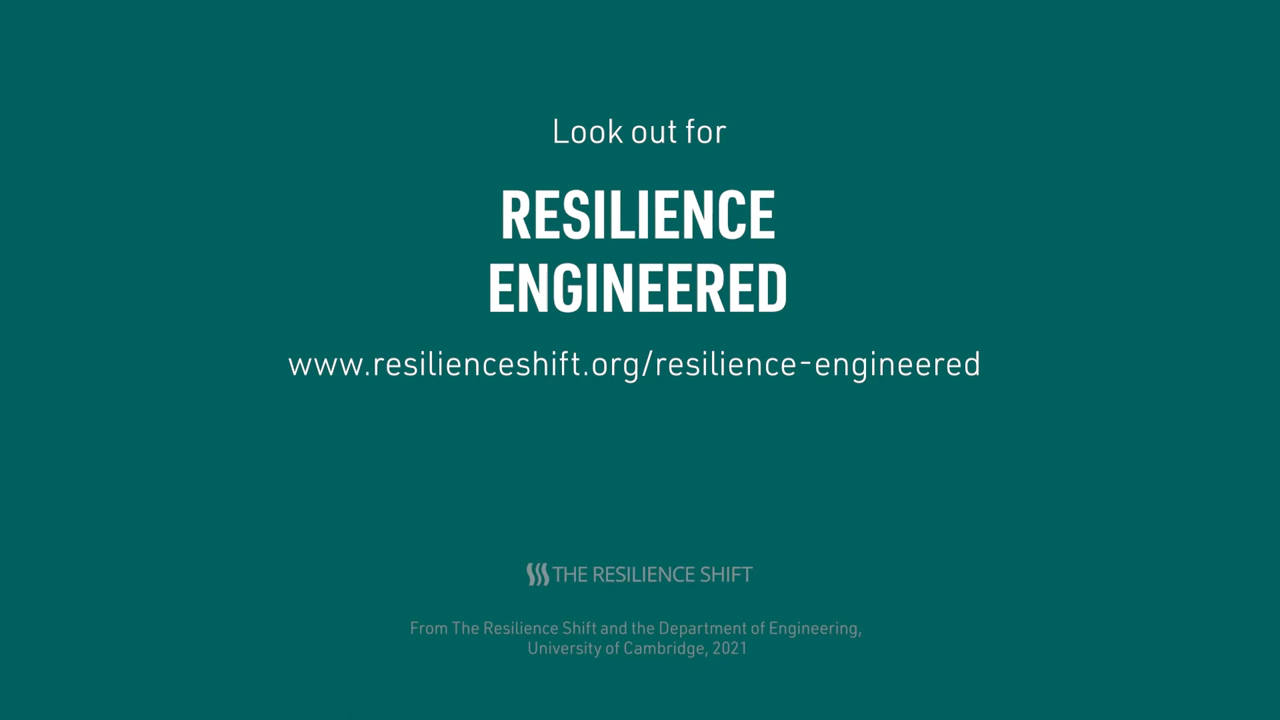 Look out for
RESILIENCE
ENGINEERED
www.resilienceshift.org/resilience-engineered
THE RESILIENCE SHIFT
From The Resilience Shift and the Department of Engineering,
University of Cambridge, 2021